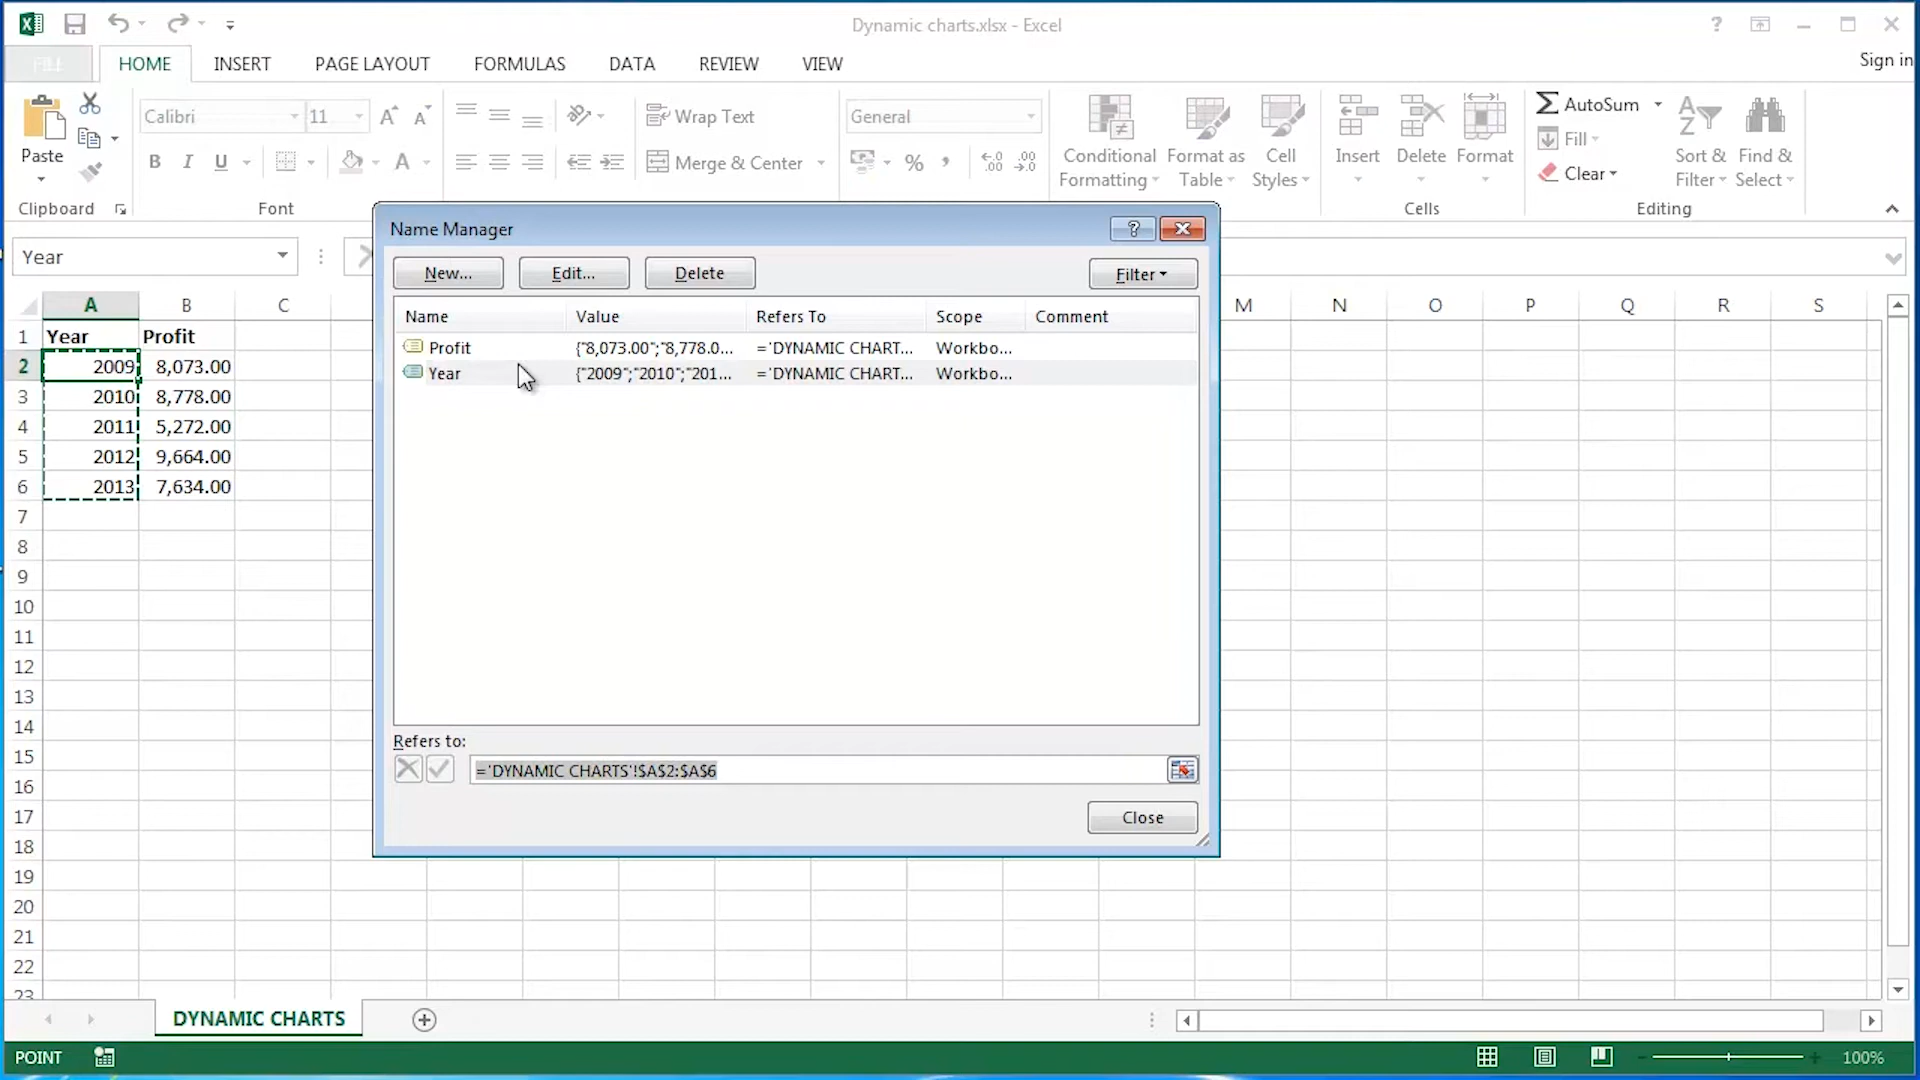 Dynamic charts.xlsx - Excel
?
FILE
HOME
INSERT
PAGE LAYOUT
FORMULAS
DATA
REVIEW
VIEW
Sign in
Paste
Clipboard
Calibri
11
B I U
A
Font
Wrap Text
Merge & Center
General
% ,
Conditional Formatting
Format as Table
Cell Styles
Insert
Delete
Format
Cells
AutoSum
Fill
Clear
Sort & Filter
Find & Select
Editing
Year
Name Manager
?
New...
Edit...
Delete
Filter
Name
Value
Refers To
Scope
Comment
Profit
{"8,073.00";"8,778.0...
='DYNAMIC CHART...
Workbo...
Year
{"2009";"2010";"201...
='DYNAMIC CHART...
Workbo...
Refers to:
='DYNAMIC CHARTS'!$A$2:$A$6
Close
A B C M N O P Q R S
1 Year Profit
2 2009 8,073.00
3 2010 8,778.00
4 2011 5,272.00
5 2012 9,664.00
6 2013 7,634.00
7
8
9
10
11
12
13
14
15
16
17
18
19
20
21
22
23
DYNAMIC CHARTS
POINT
100%